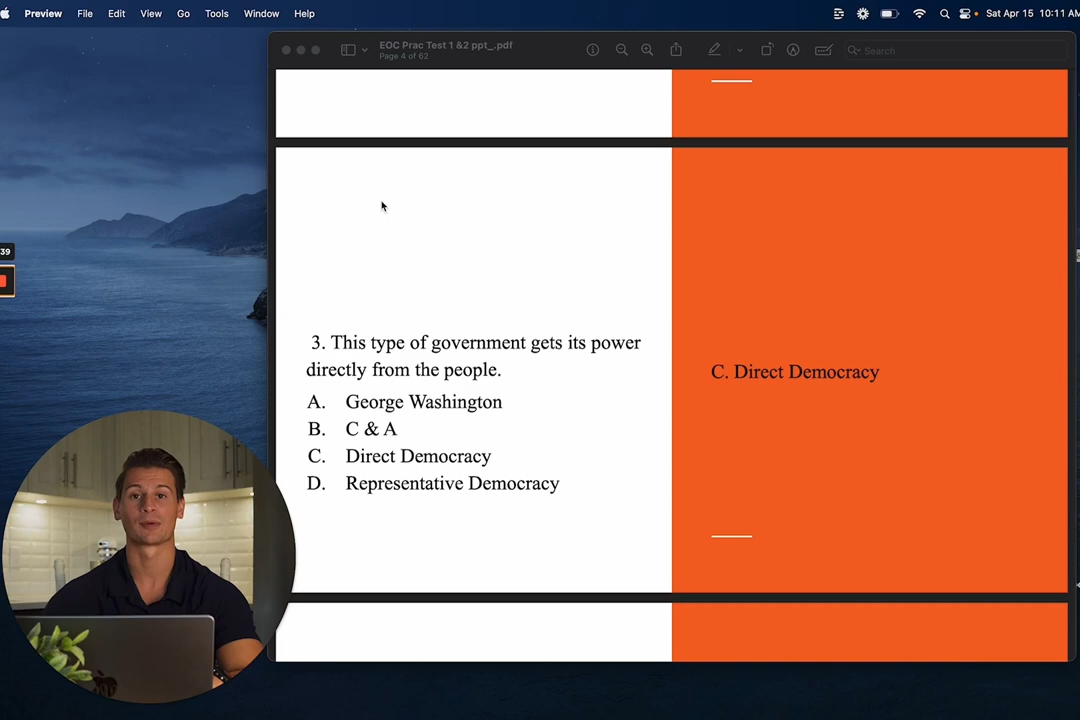 Preview File Edit View Go Tools Window Help Sat Apr 15 10:11 AM
EOC Prac Test 1 &2 ppt_.pdf
Page 4 of 62
Search
39
3. This type of government gets its power
directly from the people.
A. George Washington
B. C & A
C. Direct Democracy
D. Representative Democracy
C. Direct Democracy